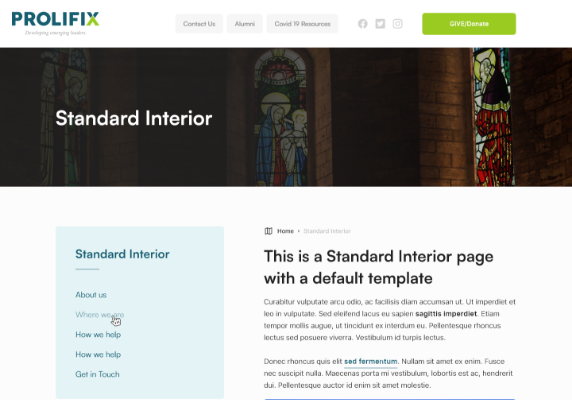 PROLIFIX
Developing emerging leaders
Contact Us
Alumni
Covid 19 Resources
GIVE/Donate
Standard Interior
Standard Interior
About us
Where we are
How we help
How we help
Get in Touch
Home › Standard Interior
This is a Standard Interior page
with a default template
Curabitur vulputate arcu odio, ac facilisis diam accumsan ut. Ut imperdiet et
leo in vulputate. Sed eleifend lacus eu sapien sagittis imperdiet. Etiam
tempor mollis augue, ut tincidunt ex interdum eu. Pellentesque rhoncus
lectus sed posuere viverra. Vestibulum id turpis lectus.
Donec rhoncus quis elit sed fermentum. Nullam sit amet ex enim. Fusce
nec suscipit nulla. Maecenas porta mi vestibulum, lobortis est ac, hendrerit
dui. Pellentesque auctor id enim sit amet molestie.